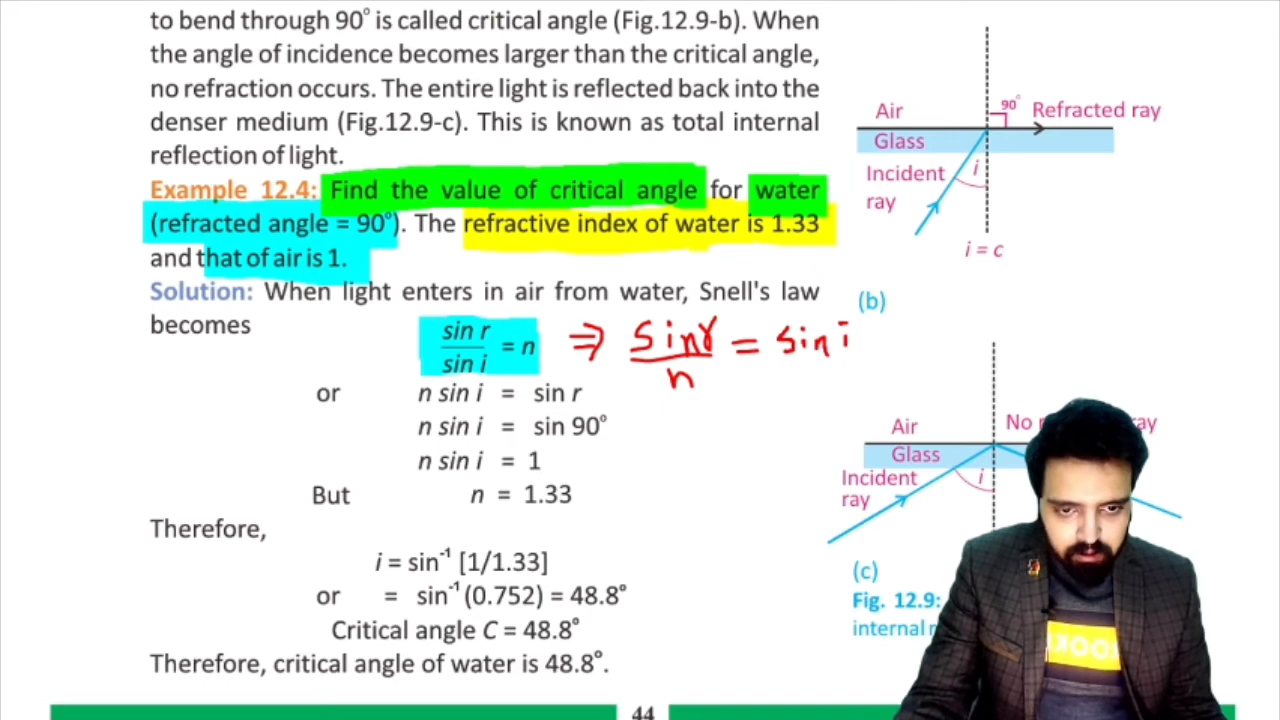 to bend through 90° is called critical angle (Fig.12.9-b). When
the angle of incidence becomes larger than the critical angle,
no refraction occurs. The entire light is reflected back into the
denser medium (Fig.12.9-c). This is known as total internal
reflection of light.
Example 12.4: Find the value of critical angle for water
(refracted angle = 90°). The refractive index of water is 1.33
and that of air is 1.
Solution: When light enters in air from water, Snell's law
becomes
sin r
sin i
= n
⇒ sin r
n
= sin i
or n sin i = sin r
n sin i = sin 90°
n sin i = 1
But n = 1.33
Therefore,
i = sin⁻¹ [1/1.33]
or = sin⁻¹ (0.752) = 48.8°
Critical angle C = 48.8°
Therefore, critical angle of water is 48.8°.
44
Air
90°
Refracted ray
Glass
Incident
ray
i
i = c
(b)
Air
No
ay
Glass
Incident
ray
i
(c)
Fig. 12.9:
internal